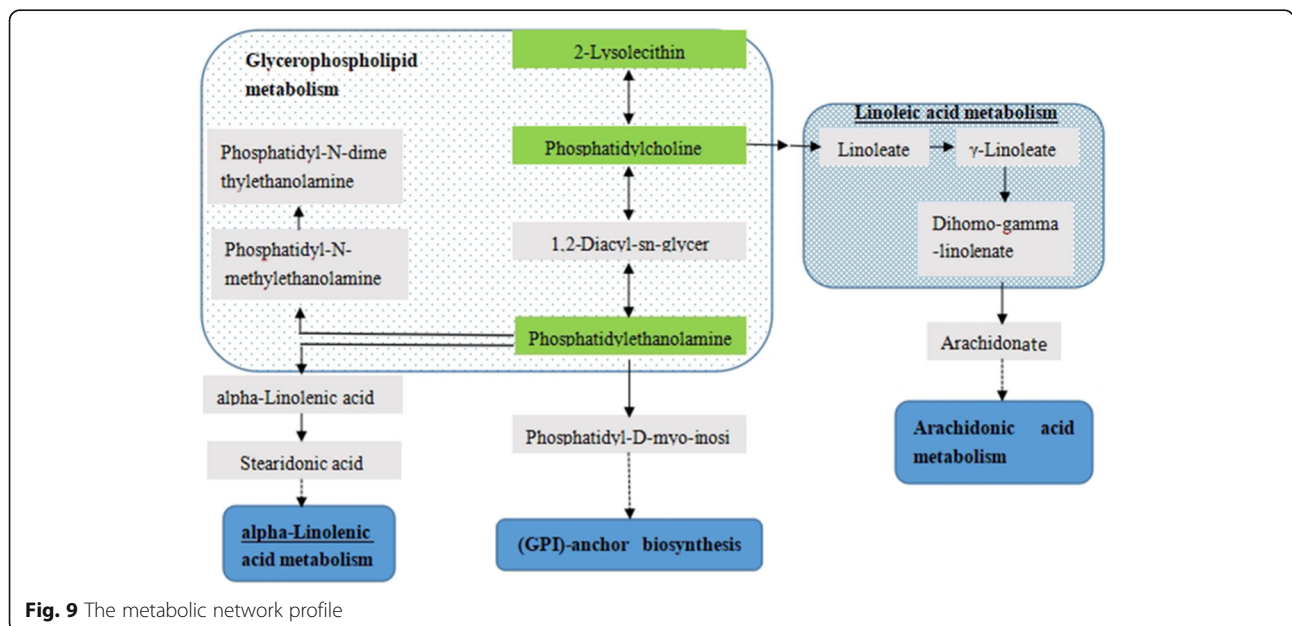 Glycerophospholipid
metabolism
2-Lysolecithin
Phosphatidylcholine
Phosphatidyl-N-dime
thylethanolamine
Phosphatidyl-N-
methylethanolamine
1,2-Diacyl-sn-glycer
Phosphatidylethanolamine
Linoleic acid metabolism
Linoleate
γ-Linoleate
Dihomo-gamma
-linolenate
Arachidonate
Arachidonic acid
metabolism
alpha-Linolenic acid
Stearidonic acid
alpha-Linolenic
acid metabolism
Phosphatidyl-D-myo-inosi
(GPI)-anchor biosynthesis
Fig. 9 The metabolic network profile